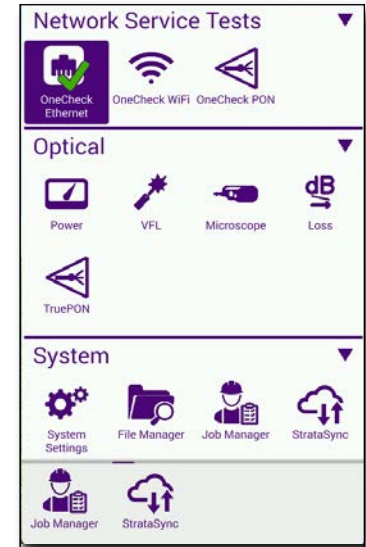 Network Service Tests
OneCheck
Ethernet
OneCheck WiFi
OneCheck PON
Optical
Power
VFL
Microscope
dB
Loss
TruePON
System
System
Settings
File Manager
Job Manager
StrataSync
Job Manager
StrataSync